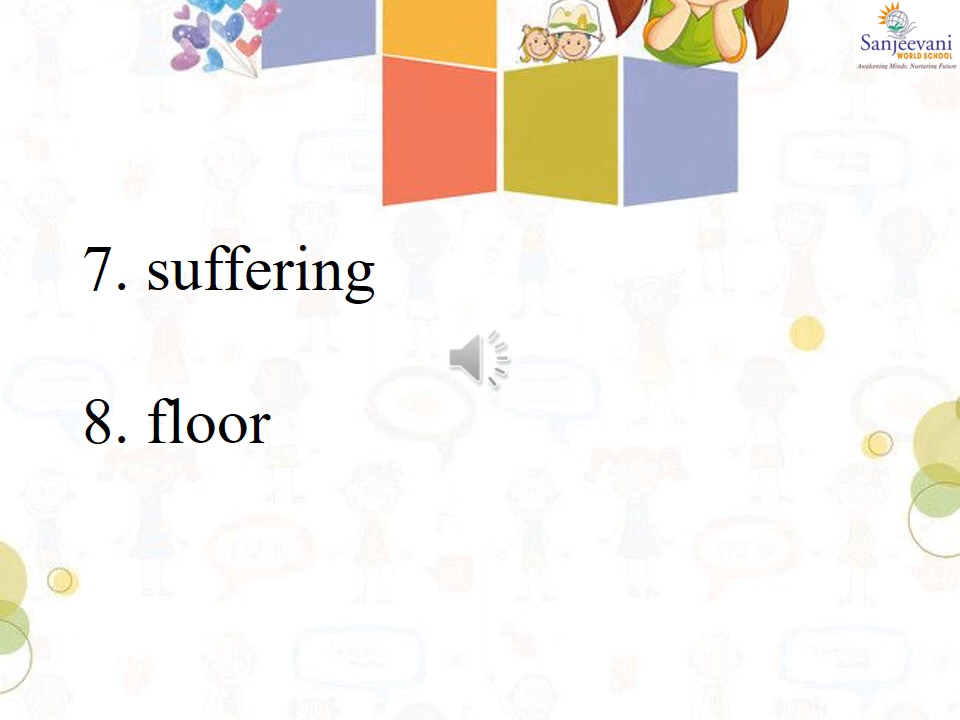 Sanjeevani
WORLD SCHOOL
Awakening Minds, Nurturing Future
7. suffering
8. floor